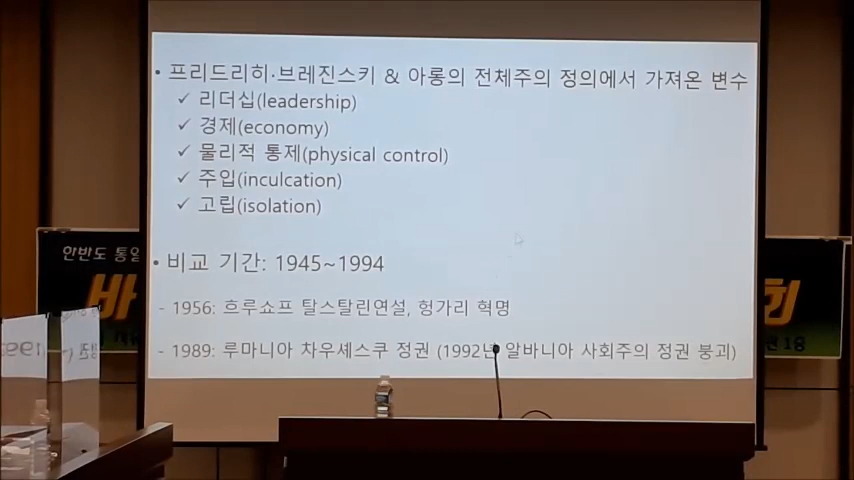 • 프리드리히·브레진스키 & 아롱의 전체주의 정의에서 가져온 변수
✓ 리더십(leadership)
✓ 경제(economy)
✓ 물리적 통제(physical control)
✓ 주입(inculcation)
✓ 고립(isolation)
• 비교 기간: 1945~1994
- 1956: 흐루쇼프 탈스탈린연설, 헝가리 혁명
- 1989: 루마니아 차우셰스쿠 정권 (1992년 알바니아 사회주의 정권 붕괴)
한반도 통일
바
회
1층